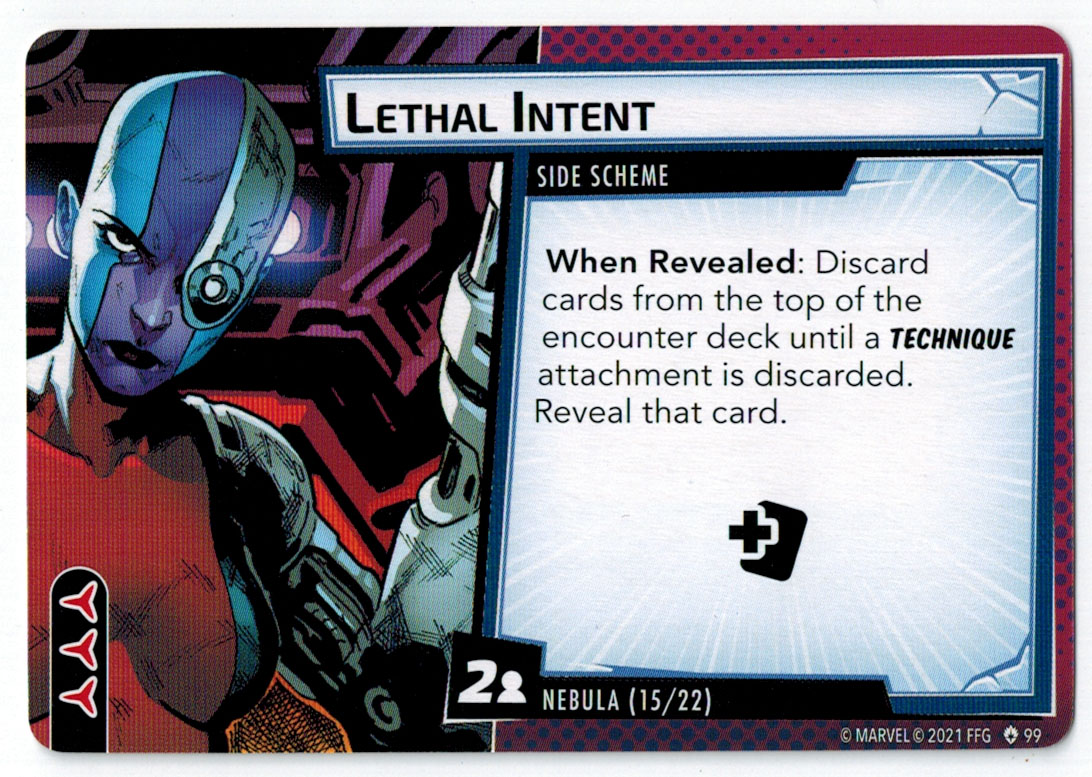 LETHAL INTENT
SIDE SCHEME
When Revealed: Discard
cards from the top of the
encounter deck until a TECHNIQUE
attachment is discarded.
Reveal that card.
2
NEBULA (15/22)
© MARVEL © 2021 FFG 99